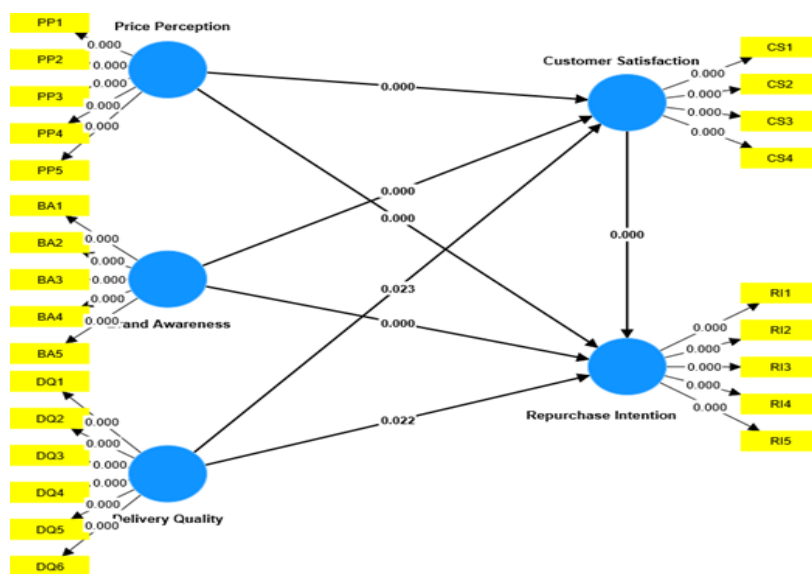 PP1
PP2
PP3
PP4
PP5
0.000
0.000
0.000
0.000
0.000
Price Perception
BA1
BA2
BA3
BA4
BA5
0.000
0.000
0.000
0.000
0.000
Brand Awareness
DQ1
DQ2
DQ3
DQ4
DQ5
DQ6
0.000
0.000
0.000
0.000
0.000
0.000
Delivery Quality
0.000
0.000
0.000
0.023
0.000
0.022
0.000
Customer Satisfaction
0.000
0.000
0.000
0.000
CS1
CS2
CS3
CS4
Repurchase Intention
0.000
0.000
0.000
0.000
0.000
RI1
RI2
RI3
RI4
RI5